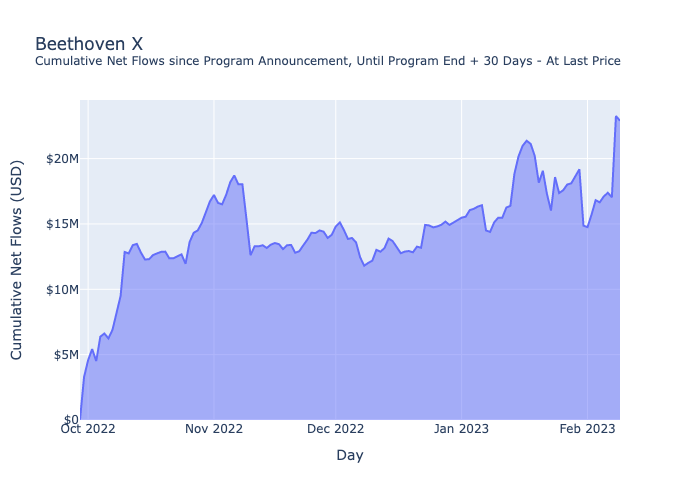 Beethoven X
Cumulative Net Flows since Program Announcement, Until Program End + 30 Days - At Last Price
Cumulative Net Flows (USD)
$20M
$15M
$10M
$5M
$0
Oct 2022
Nov 2022
Dec 2022
Jan 2023
Feb 2023
Day